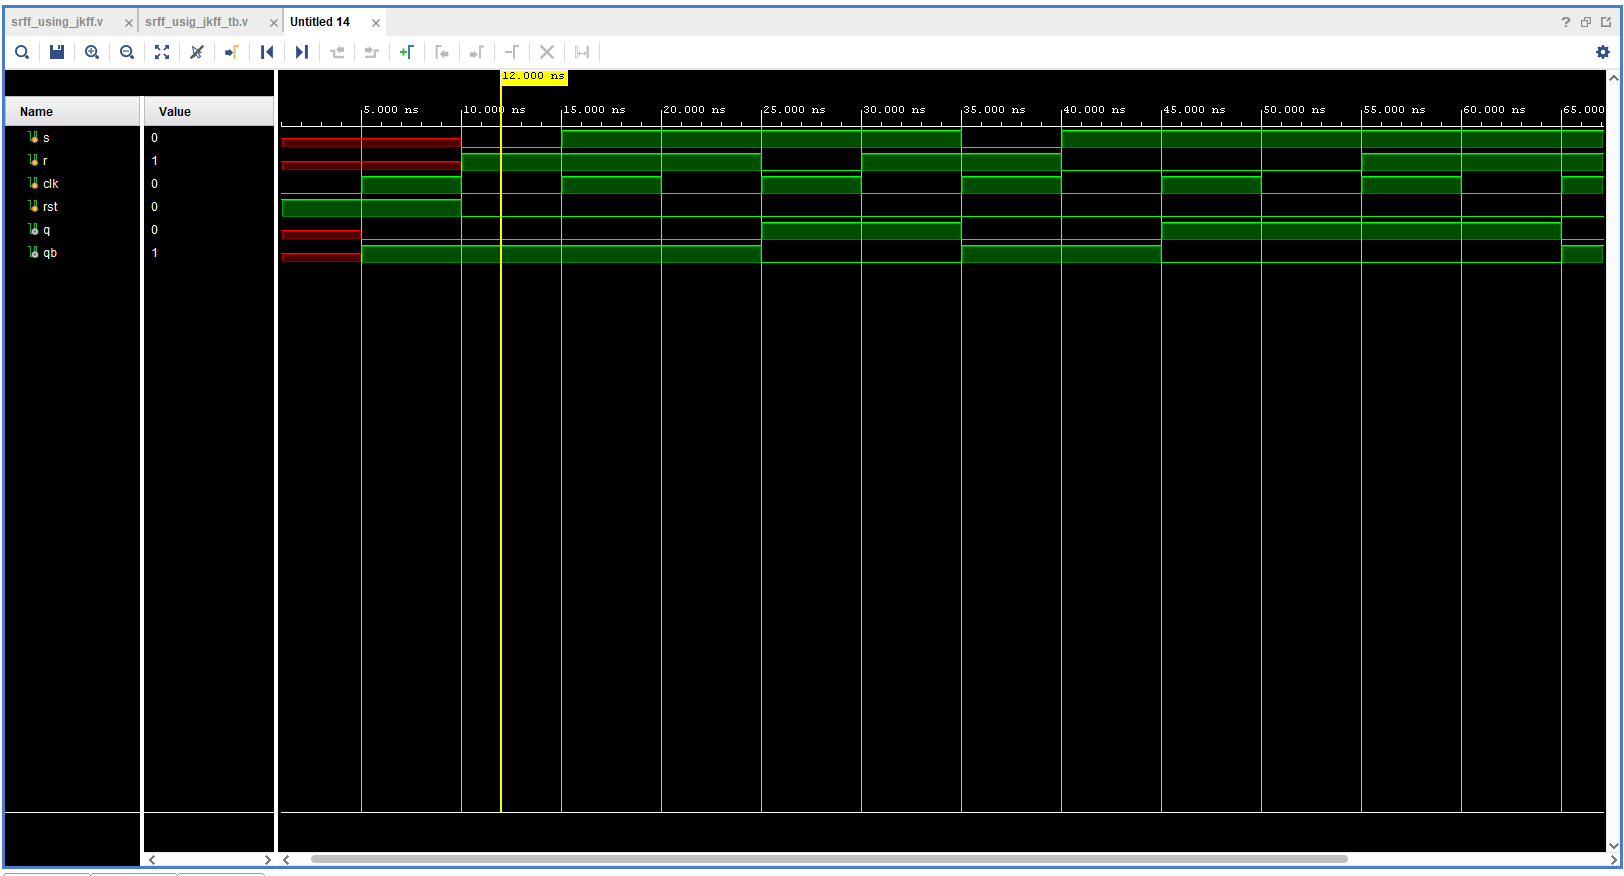 srff_using_jkff.v × srff_usig_jkff_tb.v × Untitled 14 × ?
12.000 ns
Name Value 5.000 ns 10.000 ns 15.000 ns 20.000 ns 25.000 ns 30.000 ns 35.000 ns 40.000 ns 45.000 ns 50.000 ns 55.000 ns 60.000 ns 65.000
s 0
r 1
clk 0
rst 0
q 0
qb 1